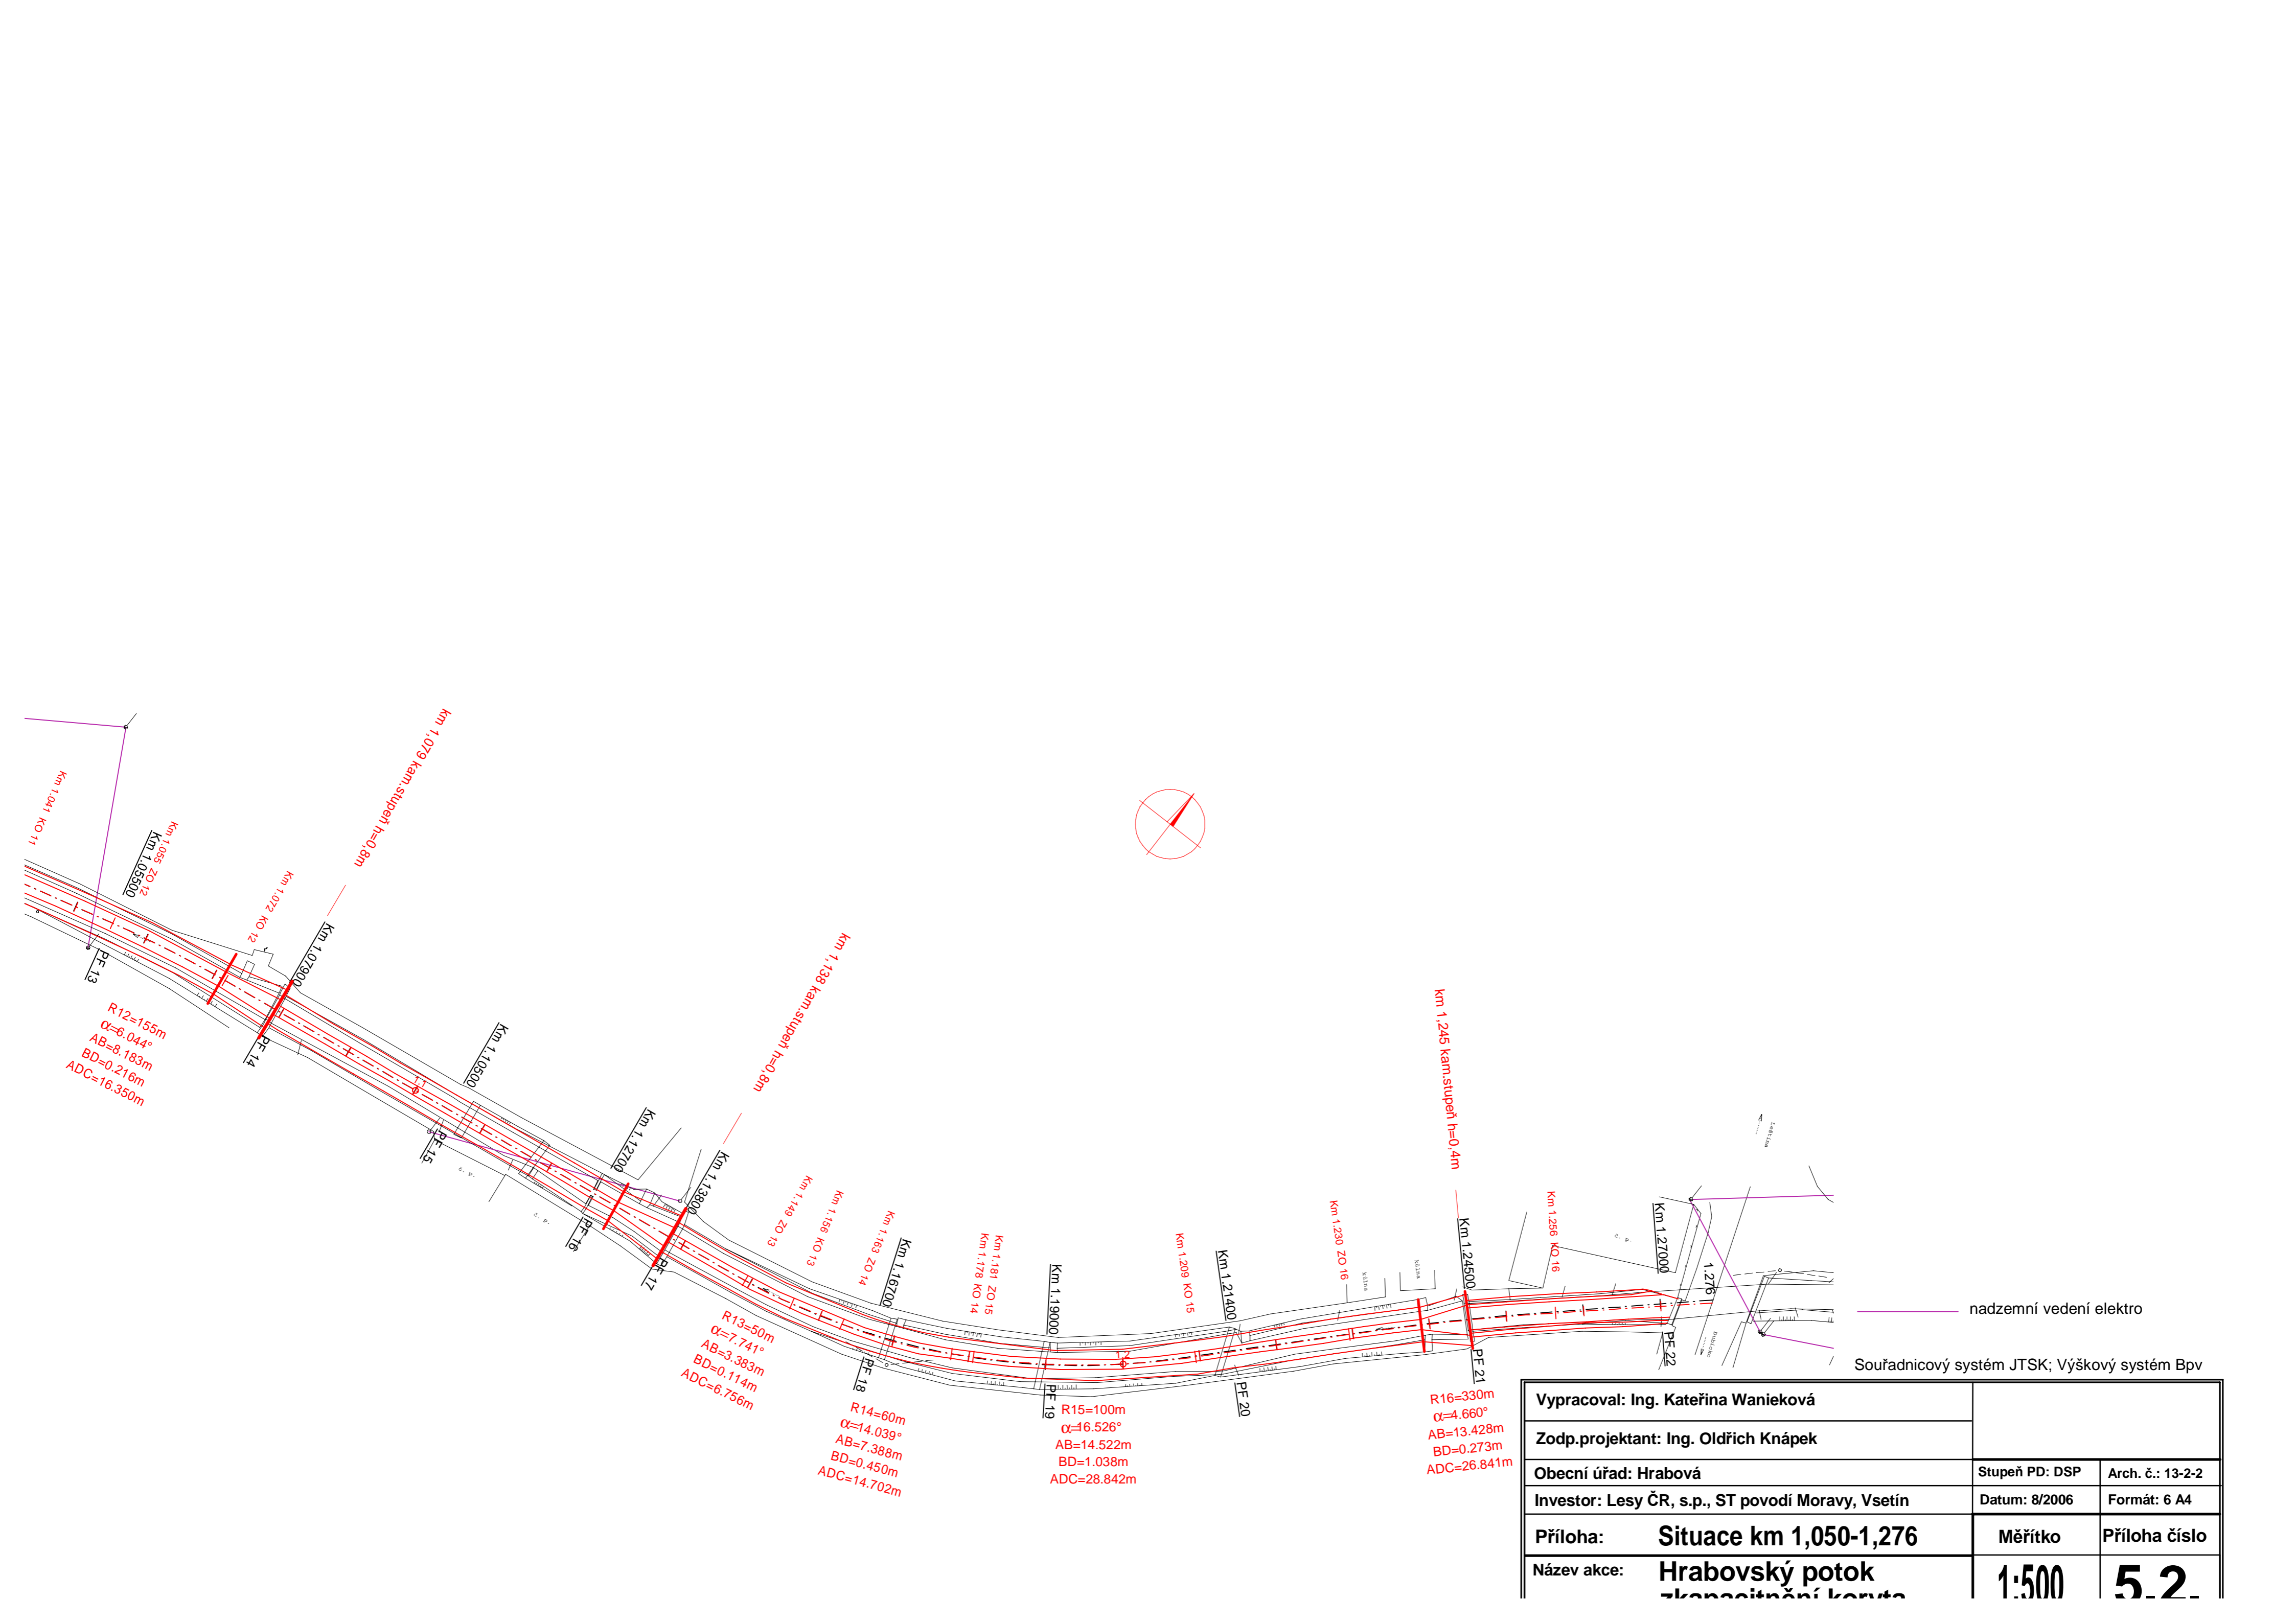 km 1,079 kam.stupeň h=0,8m
Km 1.041 KO 11
Km 1.05500
Km 1.055 ZO 12
Km 1.072 KO 12
Km 1.07900
PF 13
R12=155m
α=6.044°
AB=8.183m
BD=0.216m
ADC=16.350m
PF 14
1,1
Km 1.10500
PF 15
č. p.
km 1,138 kam.stupeň h=0,8m
Km 1.12700
č. p.
PF 16
Km 1.13800
PF 17
Km 1.149 ZO 13
Km 1.156 KO 13
Km 1.163 ZO 14
Km 1.16700
R13=50m
α=7.741°
AB=3.383m
BD=0.114m
ADC=6.756m
PF 18
R14=60m
α=14.039°
AB=7.388m
BD=0.450m
ADC=14.702m
Km 1.178 KO 14
Km 1.181 ZO 15
Km 1.19000
PF 19
1,2
R15=100m
α=16.526°
AB=14.522m
BD=1.038m
ADC=28.842m
Km 1.209 KO 15
Km 1.21400
PF 20
Km 1.230 ZO 16
kůlna
kůlna
km 1,245 kam.stupeň h=0,4m
Km 1.24500
PF 21
R16=330m
α=4.660°
AB=13.428m
BD=0.273m
ADC=26.841m
Km 1.256 KO 16
č. p.
Km 1.27000
PF 22
1.276
Leština
Dubicko
nadzemní vedení elektro
Souřadnicový systém JTSK; Výškový systém Bpv
Vypracoval: Ing. Kateřina Wanieková
Zodp.projektant: Ing. Oldřich Knápek
Obecní úřad: Hrabová
Stupeň PD: DSP
Arch. č.: 13-2-2
Investor: Lesy ČR, s.p., ST povodí Moravy, Vsetín
Datum: 8/2006
Formát: 6 A4
Příloha: Situace km 1,050-1,276
Měřítko
Příloha číslo
Název akce: Hrabovský potok
zkapacitnění koryta
1:500
5.2.